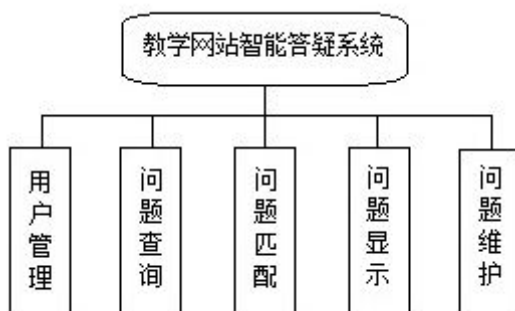 教学网站智能答疑系统
用户管理
问题查询
问题匹配
问题显示
问题维护